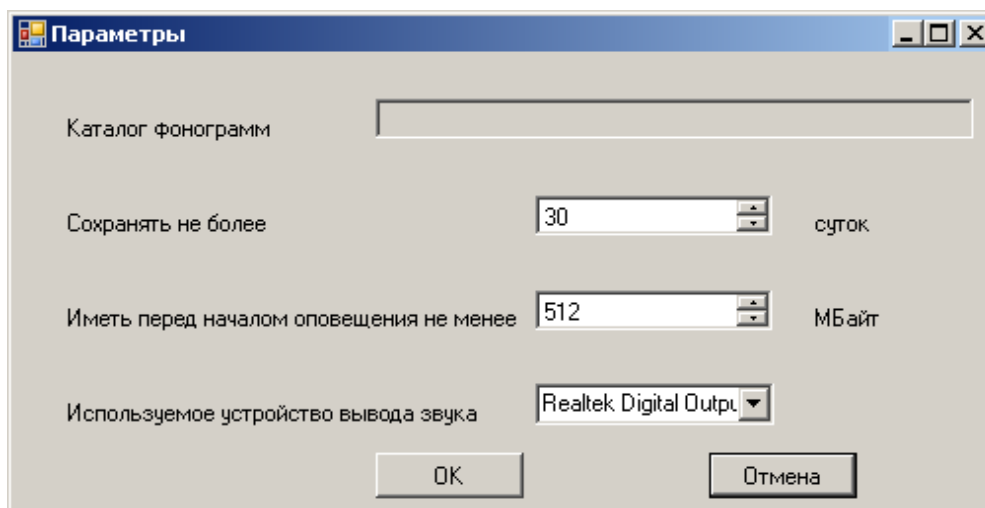 Параметры
Каталог фонограмм
Сохранять не более 30 суток
Иметь перед началом оповещения не менее 512 МБайт
Используемое устройство вывода звука Realtek Digital Outpu
OK Отмена